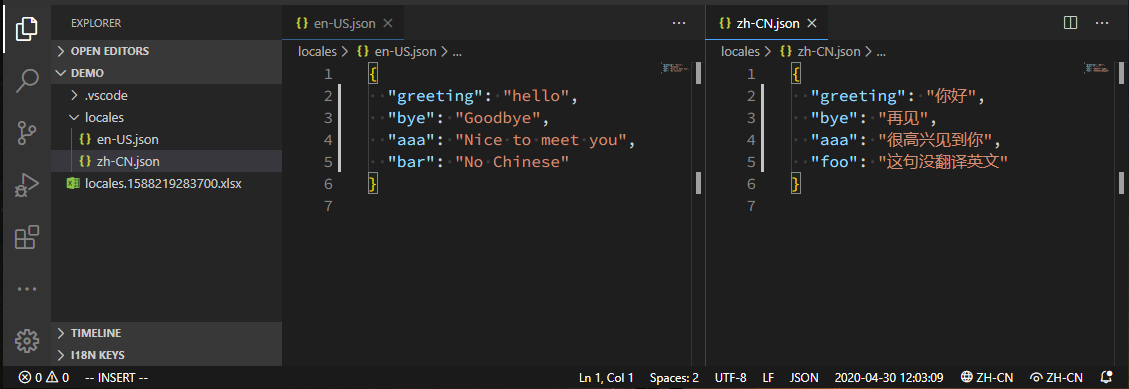 EXPLORER
OPEN EDITORS
DEMO
.vscode
locales
{} en-US.json
{} zh-CN.json
locales.1588219283700.xlsx
TIMELINE
I18N KEYS
{} en-US.json ×
···
locales > {} en-US.json > ...
1 {
2 "greeting": "hello",
3 "bye": "Goodbye",
4 "aaa": "Nice to meet you",
5 "bar": "No Chinese"
6 }
7
{} zh-CN.json ×
···
locales > {} zh-CN.json > ...
1 {
2 "greeting": "你好",
3 "bye": "再见",
4 "aaa": "很高兴见到你",
5 "foo": "这句没翻译英文"
6 }
7
0 0 -- INSERT -- Ln 1, Col 1 Spaces: 2 UTF-8 LF JSON 2020-04-30 12:03:09 ZH-CN ZH-CN